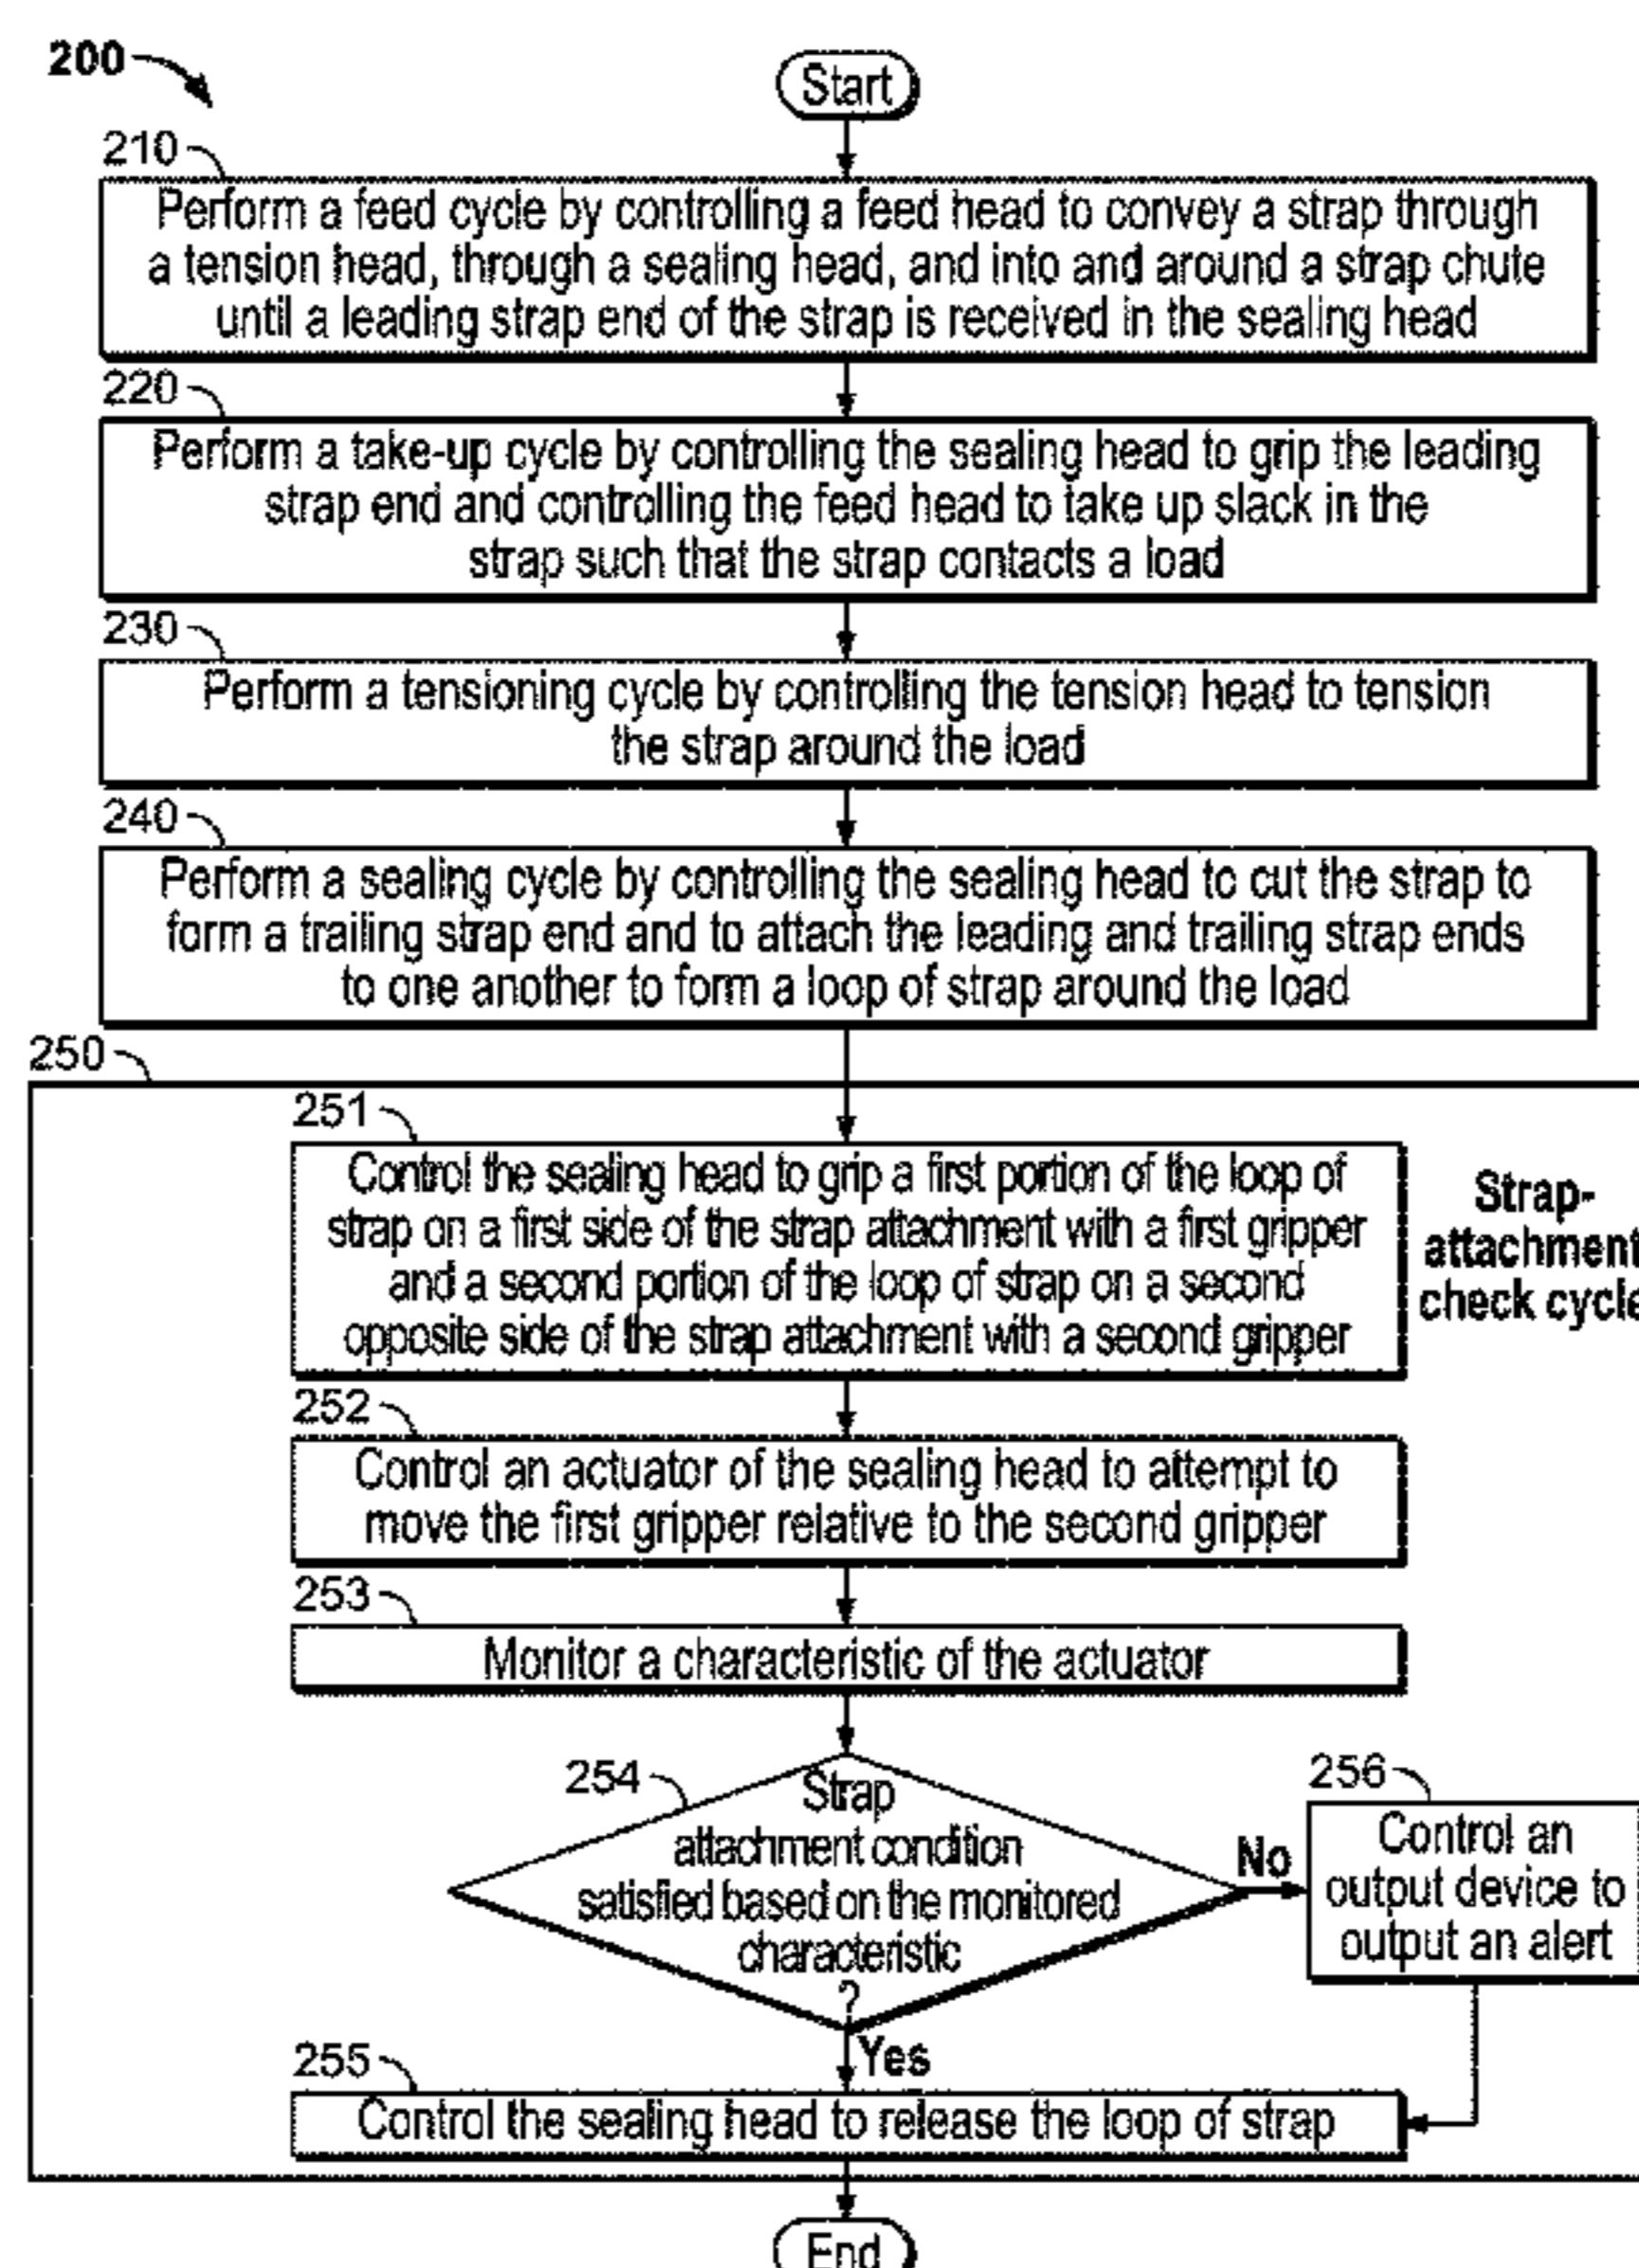 200
Start
210
Perform a feed cycle by controlling a feed head to convey a strap through
a tension head, through a sealing head, and into and around a strap chute
until a leading strap end of the strap is received in the sealing head
220
Perform a take-up cycle by controlling the sealing head to grip the leading
strap end and controlling the feed head to take up slack in the
strap such that the strap contacts a load
230
Perform a tensioning cycle by controlling the tension head to tension
the strap around the load
240
Perform a sealing cycle by controlling the sealing head to cut the strap to
form a trailing strap end and to attach the leading and trailing strap ends
to one another to form a loop of strap around the load
250
251
Control the sealing head to grip a first portion of the loop of
strap on a first side of the strap attachment with a first gripper
and a second portion of the loop of strap on a second
opposite side of the strap attachment with a second gripper
Strap-
attachment
check cycle
252
Control an actuator of the sealing head to attempt to
move the first gripper relative to the second gripper
253
Monitor a characteristic of the actuator
254
Strap
attachment condition
satisfied based on the monitored
characteristic
?
No
256
Control an
output device to
output an alert
Yes
255
Control the sealing head to release the loop of strap
End